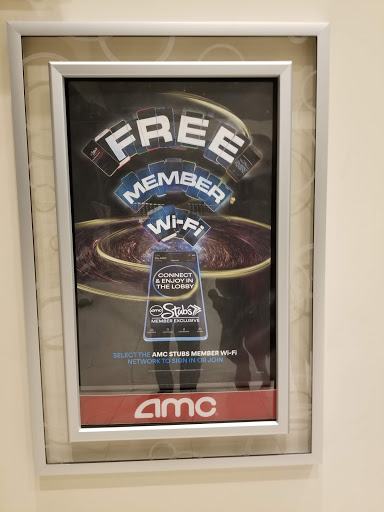 FREE
MEMBER
Wi-Fi
CONNECT
& ENJOY IN
THE LOBBY
amc Stubs
MEMBER EXCLUSIVE
SELECT THE AMC STUBS MEMBER Wi-Fi
NETWORK TO SIGN IN OR JOIN
amc